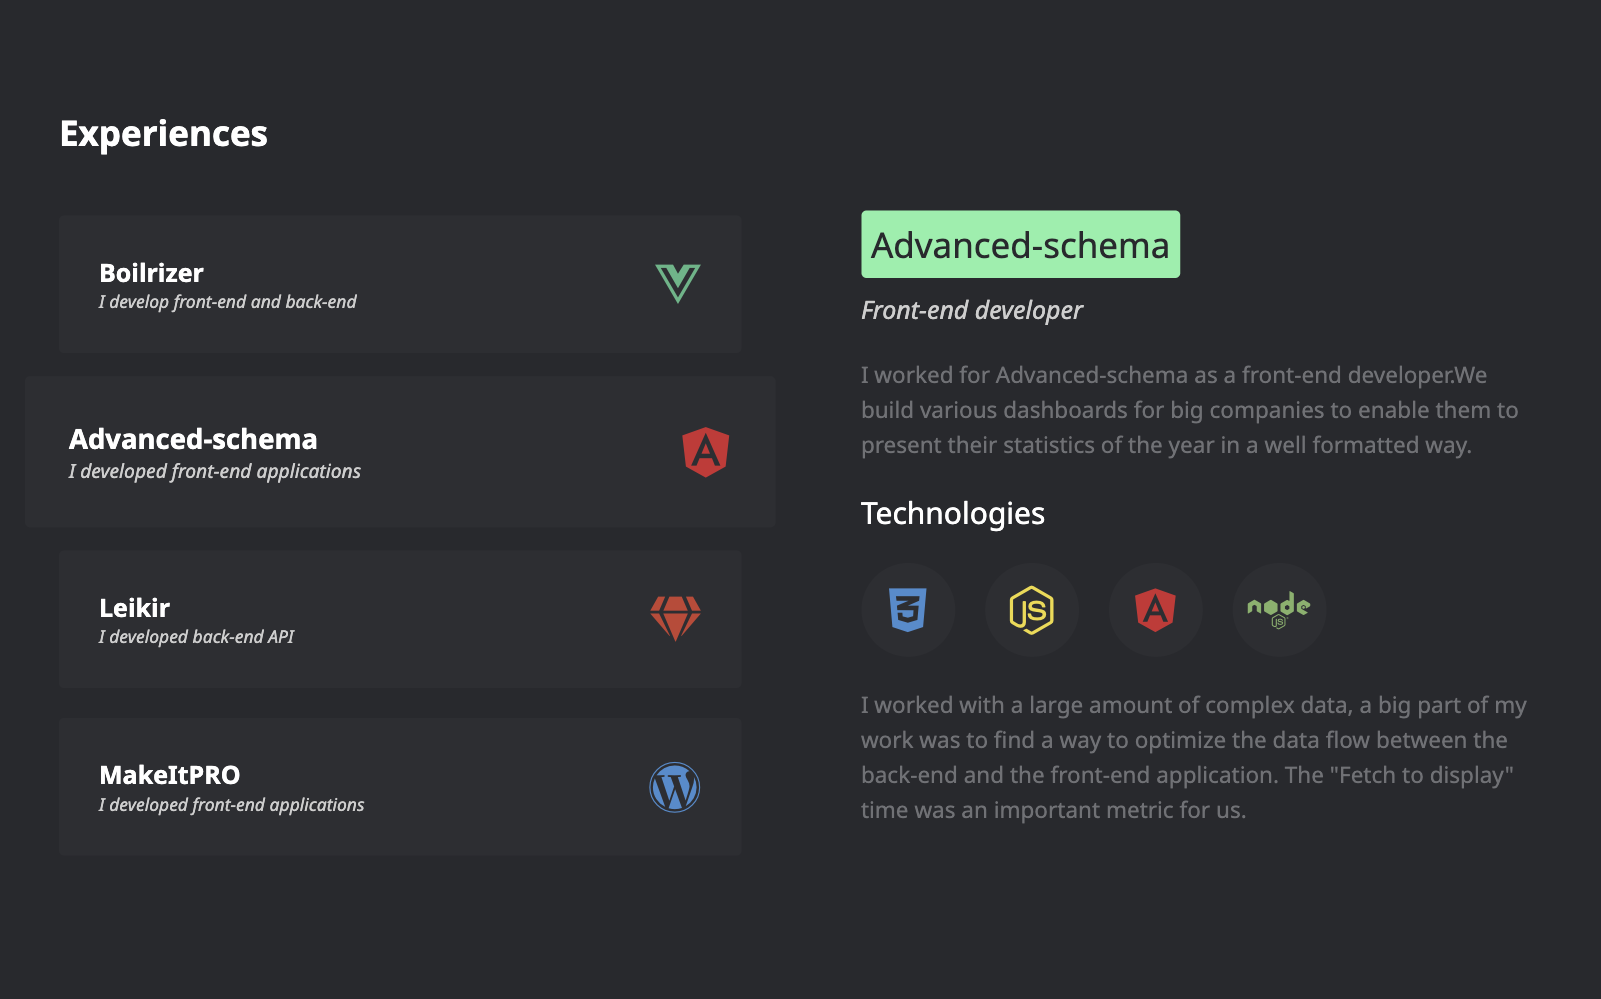 Experiences
Boilrizer
I develop front-end and back-end
Advanced-schema
I developed front-end applications
Leikir
I developed back-end API
MakeItPRO
I developed front-end applications
Advanced-schema
Front-end developer
I worked for Advanced-schema as a front-end developer.We
build various dashboards for big companies to enable them to
present their statistics of the year in a well formatted way.
Technologies
3
JS
A
node
JS
I worked with a large amount of complex data, a big part of my
work was to find a way to optimize the data flow between the
back-end and the front-end application. The "Fetch to display"
time was an important metric for us.